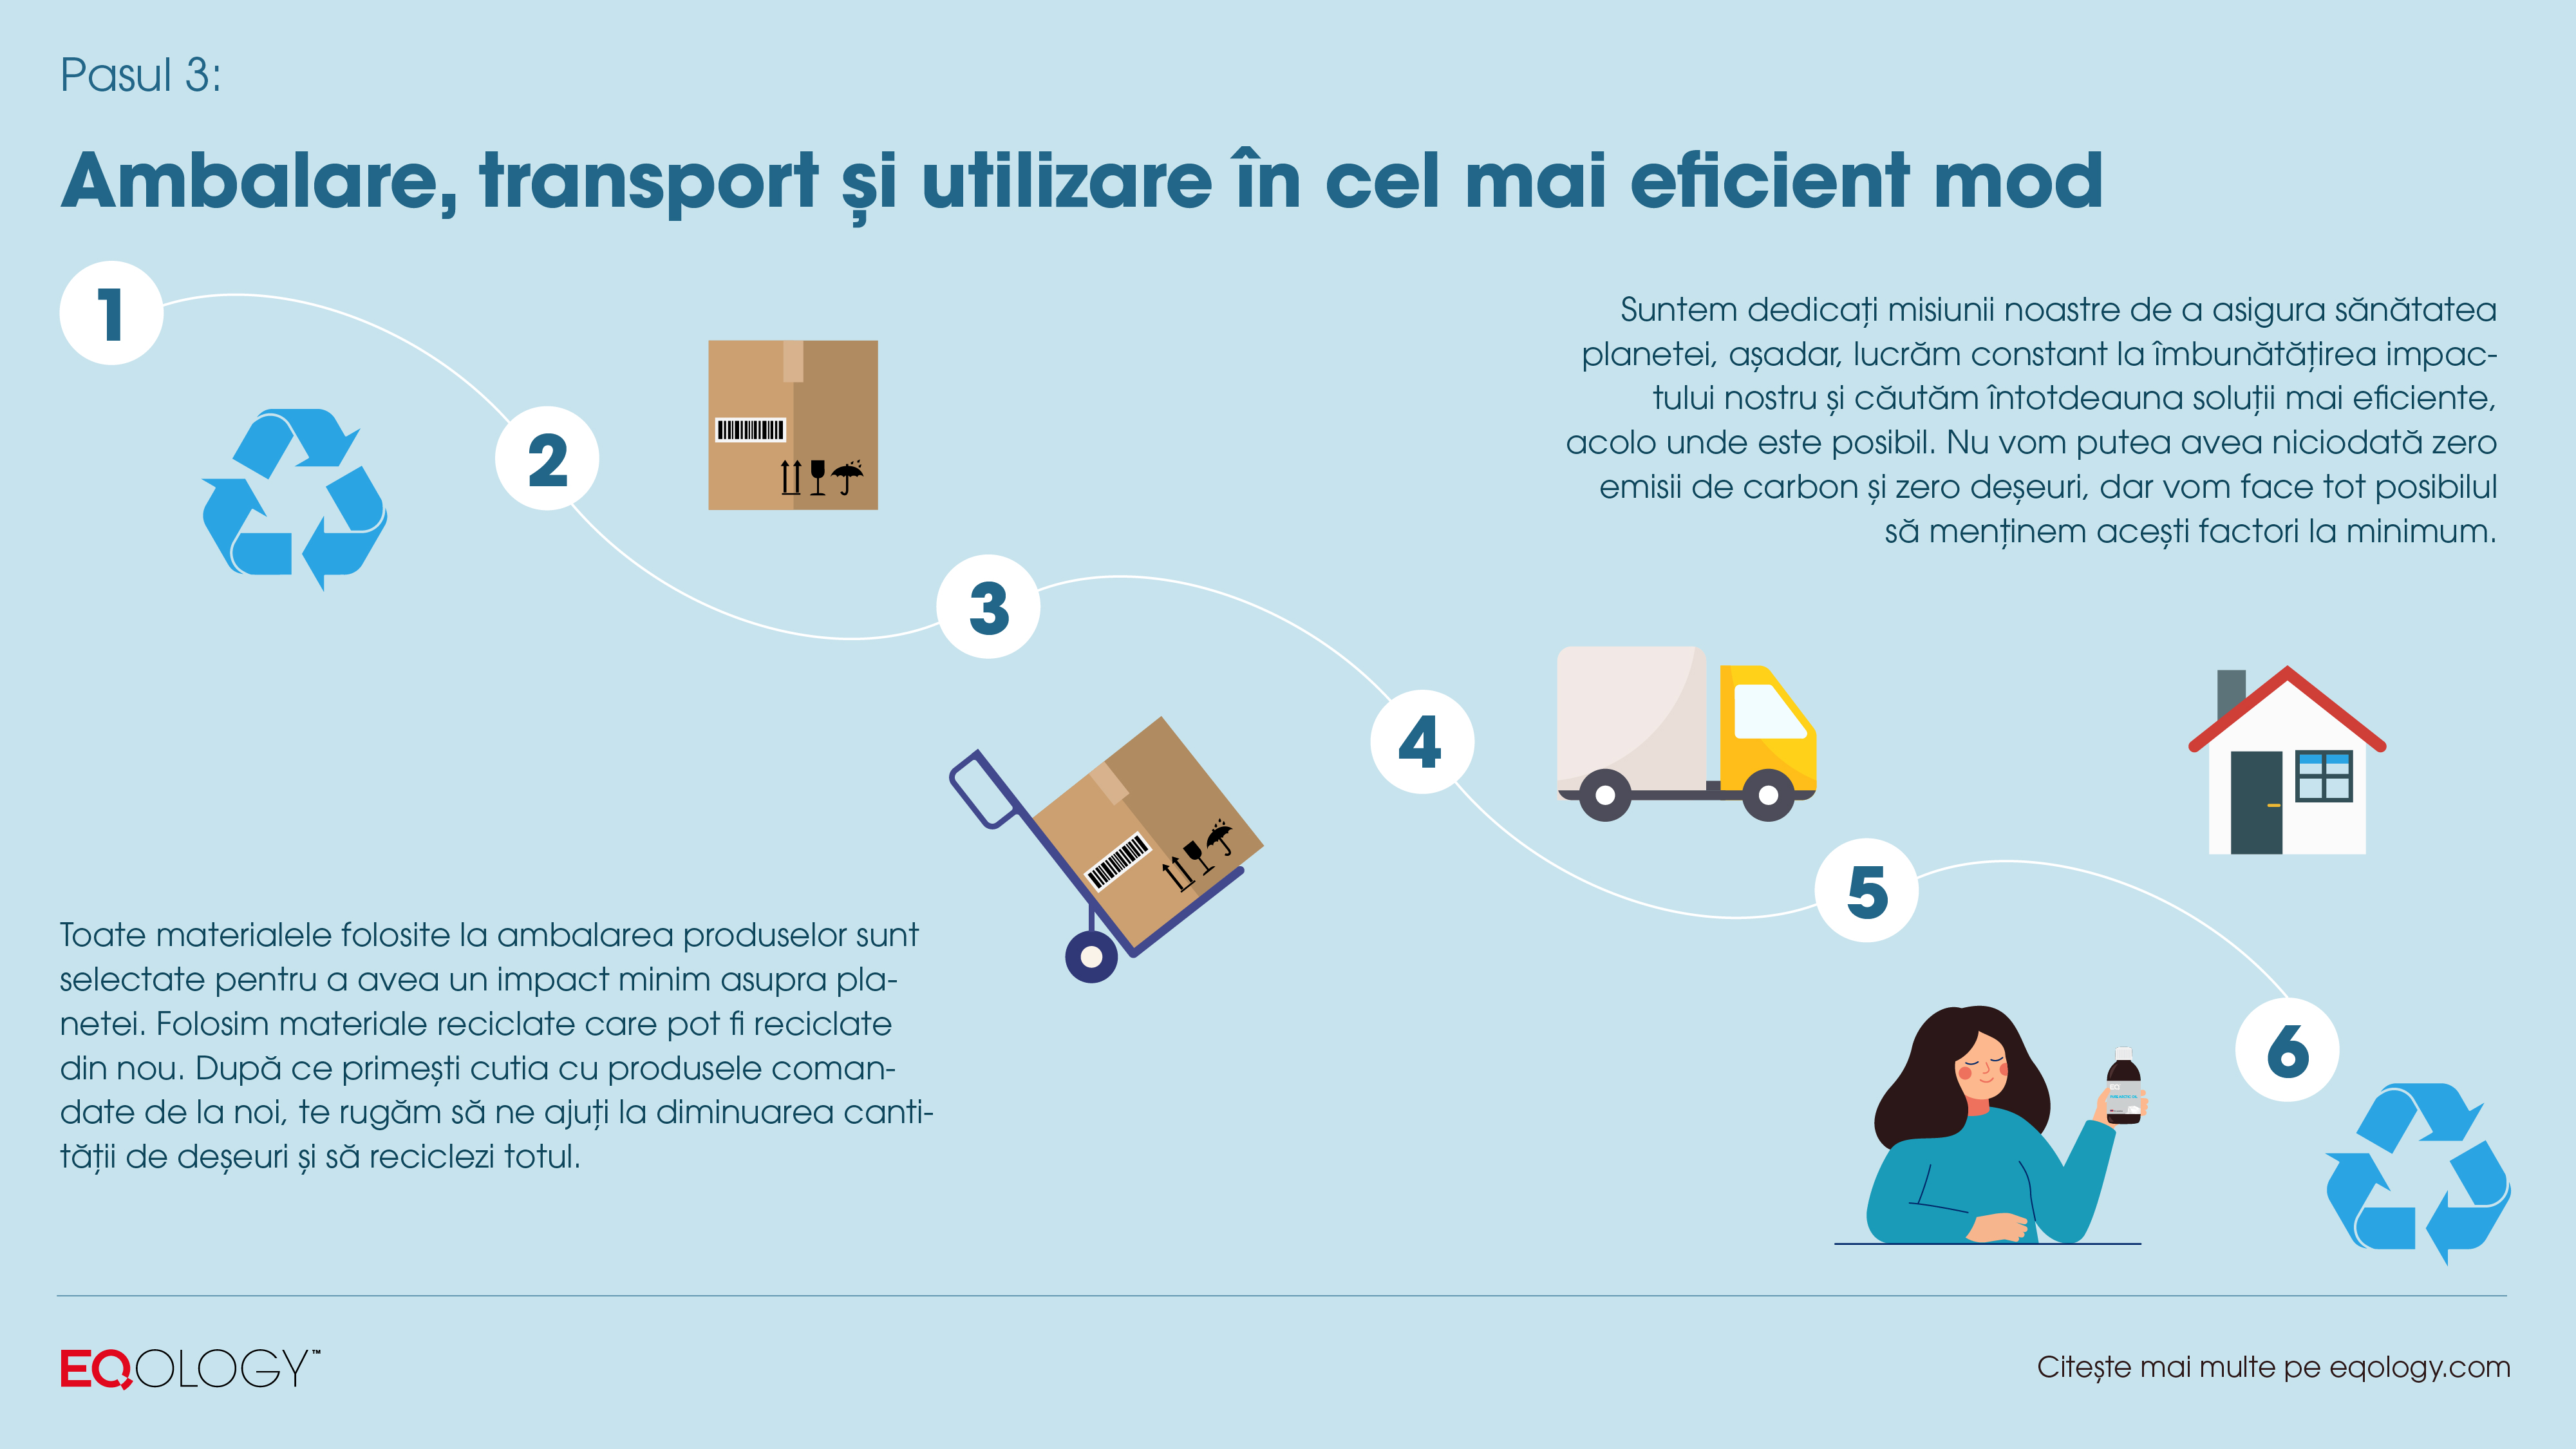 Pasul 3:
Ambalare, transport și utilizare în cel mai eficient mod
1
2
3
4
5
6
Suntem dedicați misiunii noastre de a asigura sănătatea
planetei, așadar, lucrăm constant la îmbunătățirea impac-
tului nostru și căutăm întotdeauna soluții mai eficiente,
acolo unde este posibil. Nu vom putea avea niciodată zero
emisii de carbon și zero deșeuri, dar vom face tot posibilul
să menținem acești factori la minimum.
Toate materialele folosite la ambalarea produselor sunt
selectate pentru a avea un impact minim asupra pla-
netei. Folosim materiale reciclate care pot fi reciclate
din nou. După ce primești cutia cu produsele coman-
date de la noi, te rugăm să ne ajuți la diminuarea canti-
tății de deșeuri și să reciclezi totul.
EQOLOGY™
Citește mai multe pe eqology.com